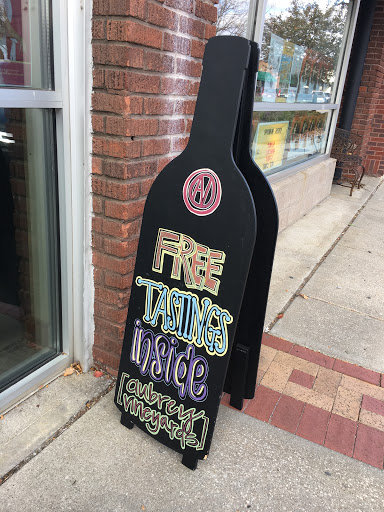 AV
FREE
TASTINGS
inside
[aubrey
vineyards]